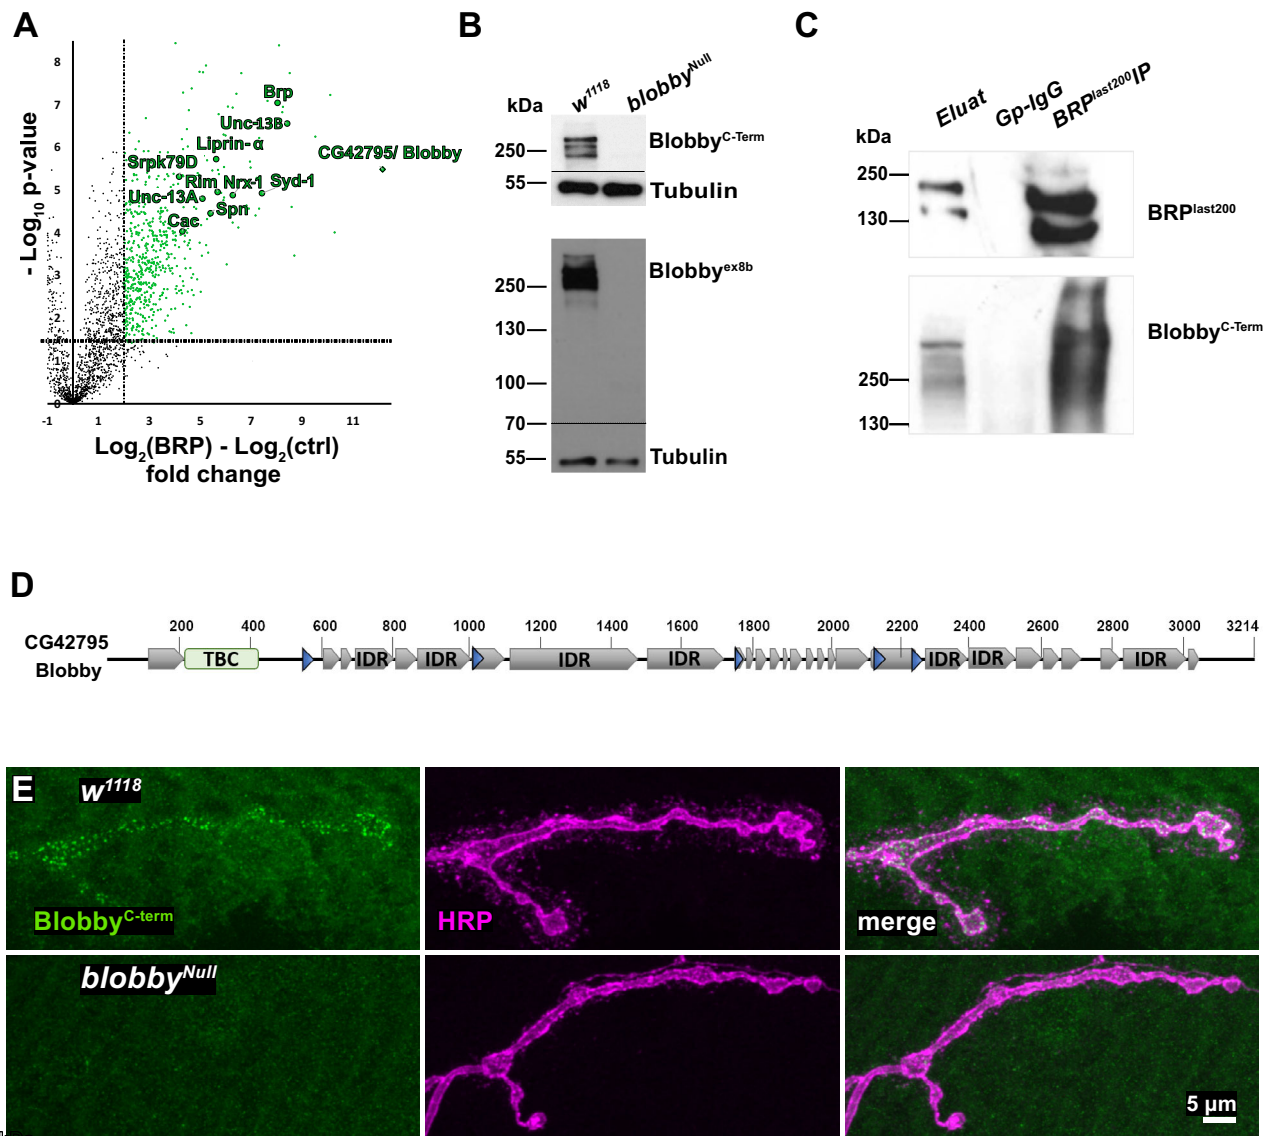 A
- Log10 p-value
8
7
6
5
4
3
2
1
0
-1 1 3 5 7 9 11
Brp
Unc-13B
Liprin-α
CG42795/ Blobby
Srpk79D
Rim Nrx-1 Syd-1
Unc-13A
Spn
Cac
Log2(BRP) - Log2(ctrl)
fold change
B
kDa
w1118 blobbyNull
250
55
BlobbyC-Term
Tubulin
250
130
100
70
55
Blobbyex8b
Tubulin
C
kDa
Eluat Gp-IgG BRPlast200IP
250
130
BRPlast200
250
130
BlobbyC-Term
D
CG42795
Blobby
200 400 600 800 1000 1200 1400 1600 1800 2000 2200 2400 2600 2800 3000 3214
TBC IDR IDR IDR IDR IDR IDR IDR
E w1118
BlobbyC-term HRP merge
blobbyNull
5 µm